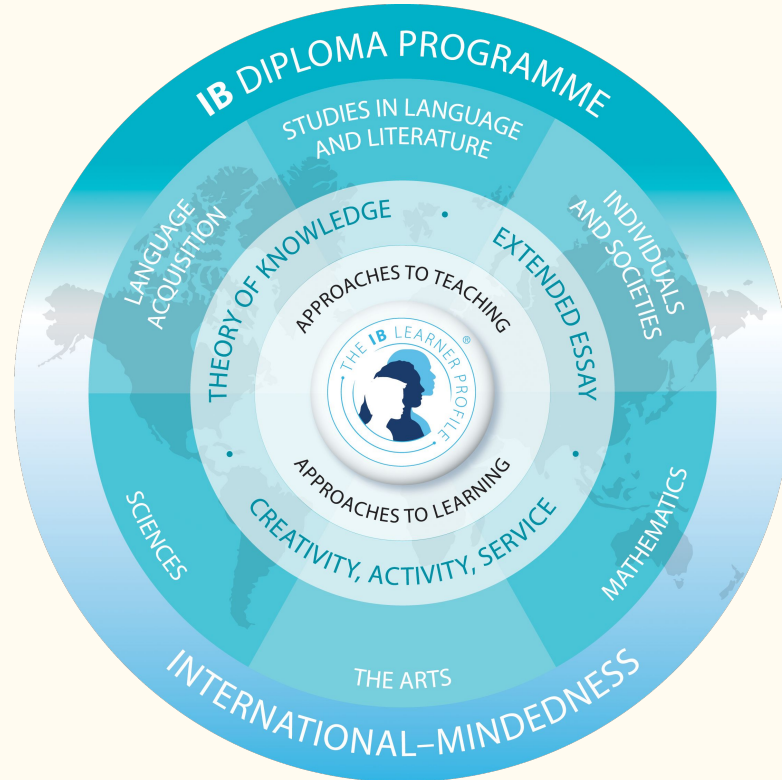 IB DIPLOMA PROGRAMME
STUDIES IN LANGUAGE
AND LITERATURE
LANGUAGE
ACQUISITION
INDIVIDUALS
AND SOCIETIES
THEORY OF KNOWLEDGE
•
EXTENDED ESSAY
•
APPROACHES TO TEACHING
• THE IB LEARNER PROFILE • ®
APPROACHES TO LEARNING
•
CREATIVITY, ACTIVITY, SERVICE
SCIENCES
MATHEMATICS
THE ARTS
INTERNATIONAL–MINDEDNESS